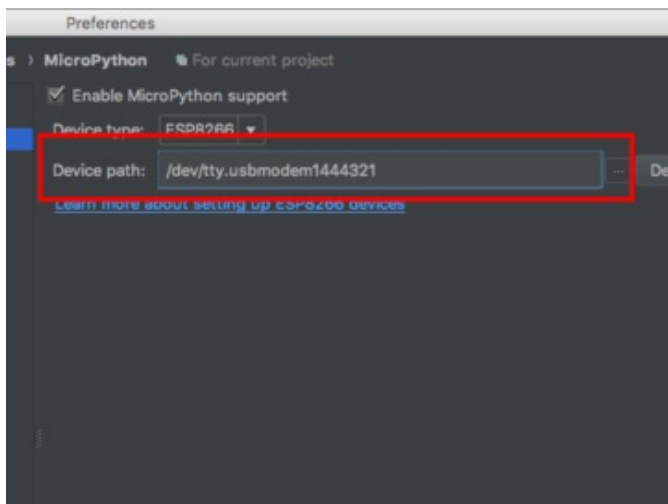 Preferences
s › MicroPython For current project
Enable MicroPython support
Device type: ESP8266
Device path: /dev/tty.usbmodem1444321 ... De
Learn more about setting up ESP8266 devices